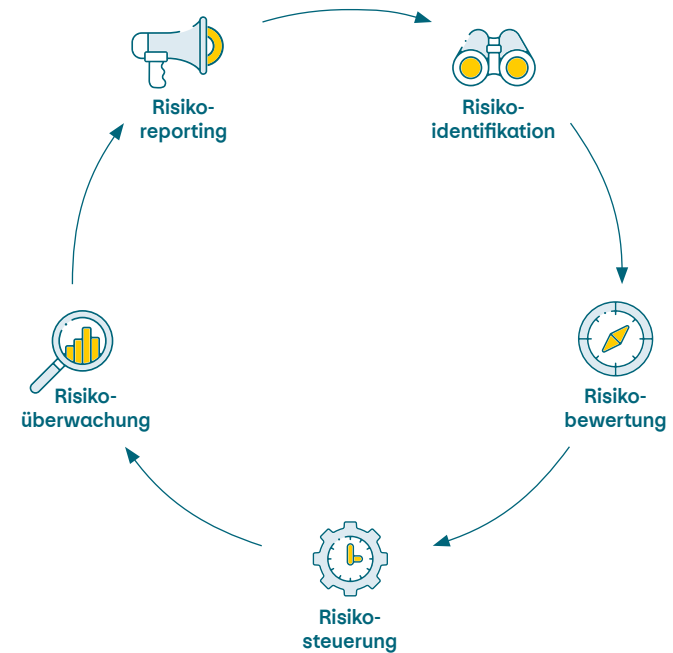 Risiko-
reporting
Risiko-
identifikation
Risiko-
bewertung
Risiko-
steuerung
Risiko-
überwachung